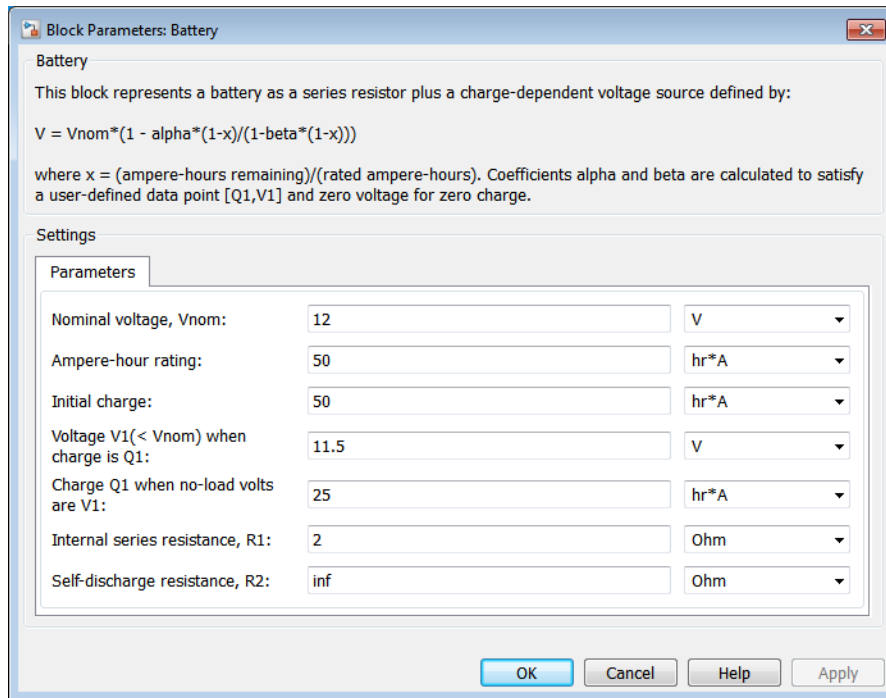 Block Parameters: Battery
Battery
This block represents a battery as a series resistor plus a charge-dependent voltage source defined by:
V = Vnom*(1 - alpha*(1-x)/(1-beta*(1-x)))
where x = (ampere-hours remaining)/(rated ampere-hours). Coefficients alpha and beta are calculated to satisfy
a user-defined data point [Q1,V1] and zero voltage for zero charge.
Settings
Parameters
Nominal voltage, Vnom: 12 V
Ampere-hour rating: 50 hr*A
Initial charge: 50 hr*A
Voltage V1(< Vnom) when
charge is Q1: 11.5 V
Charge Q1 when no-load volts
are V1: 25 hr*A
Internal series resistance, R1: 2 Ohm
Self-discharge resistance, R2: inf Ohm
OK Cancel Help Apply